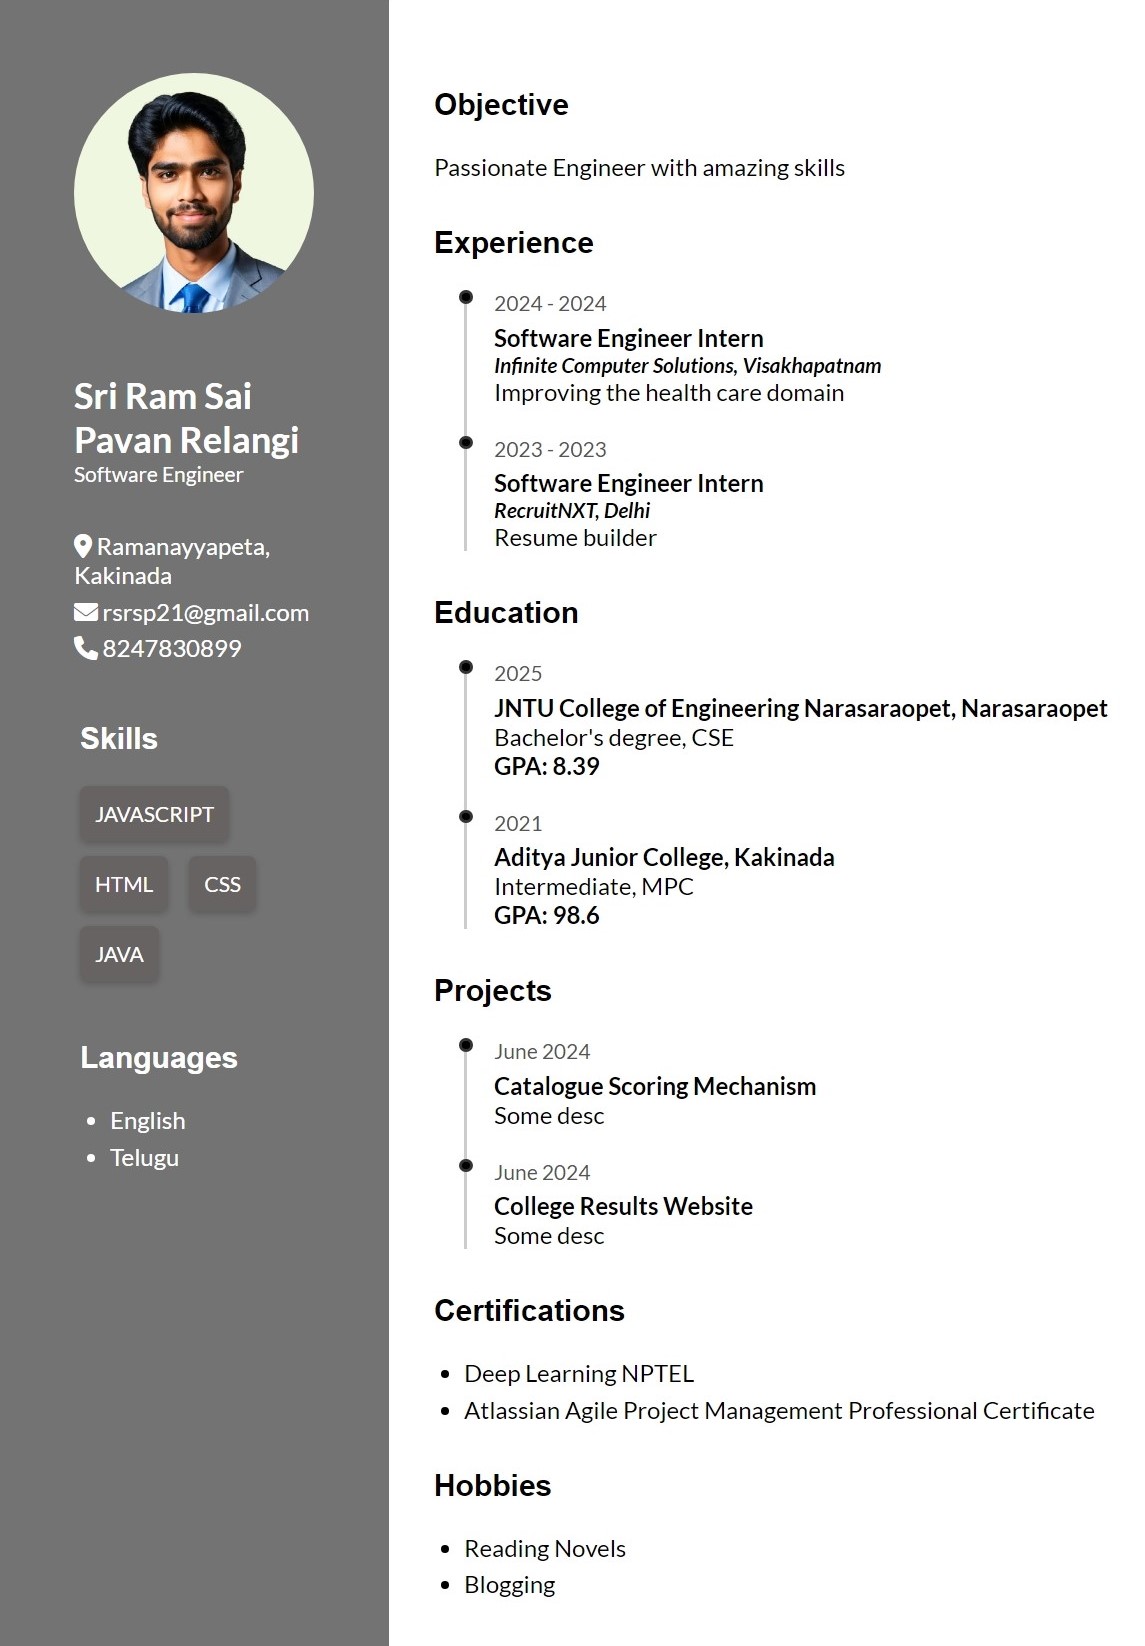 Sri Ram Sai
Pavan Relangi
Software Engineer
Ramanayyapeta,
Kakinada
rsrsp21@gmail.com
8247830899
Skills
JAVASCRIPT
HTML CSS
JAVA
Languages
• English
• Telugu
Objective
Passionate Engineer with amazing skills
Experience
2024 - 2024
Software Engineer Intern
Infinite Computer Solutions, Visakhapatnam
Improving the health care domain
2023 - 2023
Software Engineer Intern
RecruitNXT, Delhi
Resume builder
Education
2025
JNTU College of Engineering Narasaraopet, Narasaraopet
Bachelor's degree, CSE
GPA: 8.39
2021
Aditya Junior College, Kakinada
Intermediate, MPC
GPA: 98.6
Projects
June 2024
Catalogue Scoring Mechanism
Some desc
June 2024
College Results Website
Some desc
Certifications
• Deep Learning NPTEL
• Atlassian Agile Project Management Professional Certificate
Hobbies
• Reading Novels
• Blogging